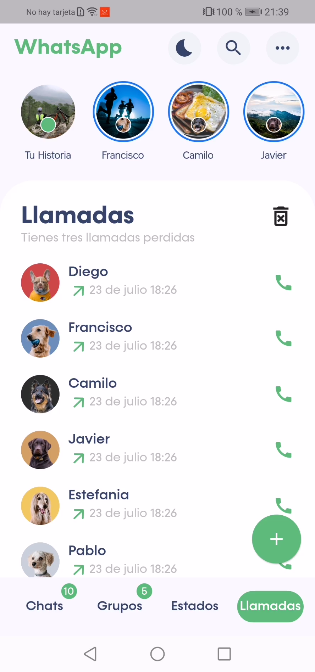 No hay tarjeta 100 % 21:39
WhatsApp
Tu Historia Francisco Camilo Javier
Llamadas
Tienes tres llamadas perdidas
Diego
23 de julio 18:26
Francisco
23 de julio 18:26
Camilo
23 de julio 18:26
Javier
23 de julio 18:26
Estefania
23 de julio 18:26
Pablo
23 de julio 18:26
10 5
Chats Grupos Estados Llamadas